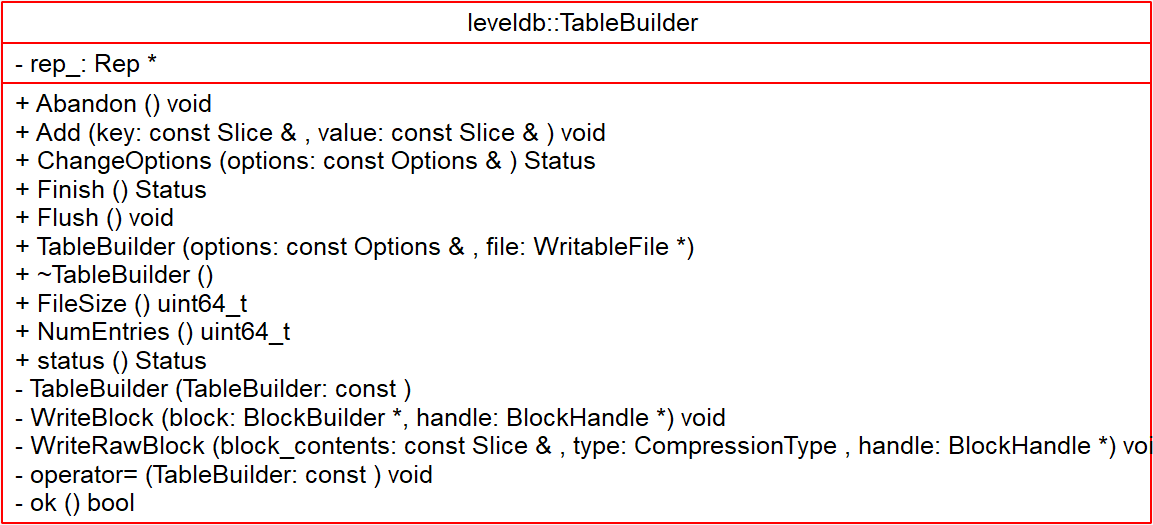 leveldb::TableBuilder
- rep_: Rep *
+ Abandon () void
+ Add (key: const Slice & , value: const Slice & ) void
+ ChangeOptions (options: const Options & ) Status
+ Finish () Status
+ Flush () void
+ TableBuilder (options: const Options & , file: WritableFile *)
+ ~TableBuilder ()
+ FileSize () uint64_t
+ NumEntries () uint64_t
+ status () Status
- TableBuilder (TableBuilder: const )
- WriteBlock (block: BlockBuilder *, handle: BlockHandle *) void
- WriteRawBlock (block_contents: const Slice & , type: CompressionType , handle: BlockHandle *) voi
- operator= (TableBuilder: const ) void
- ok () bool